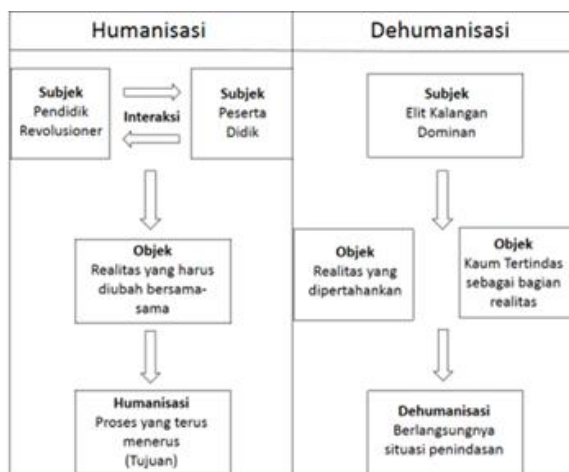 Humanisasi
Subjek
Pendidik
Revolusioner
Interaksi
Subjek
Peserta
Didik
Objek
Realitas yang harus
diubah bersama-
sama
Humanisasi
Proses yang terus
menerus
(Tujuan)
Dehumanisasi
Subjek
Elit Kalangan
Dominan
Objek
Realitas yang
dipertahankan
Objek
Kaum Tertindas
sebagai bagian
realitas
Dehumanisasi
Berlangsungnya
situasi penindasan